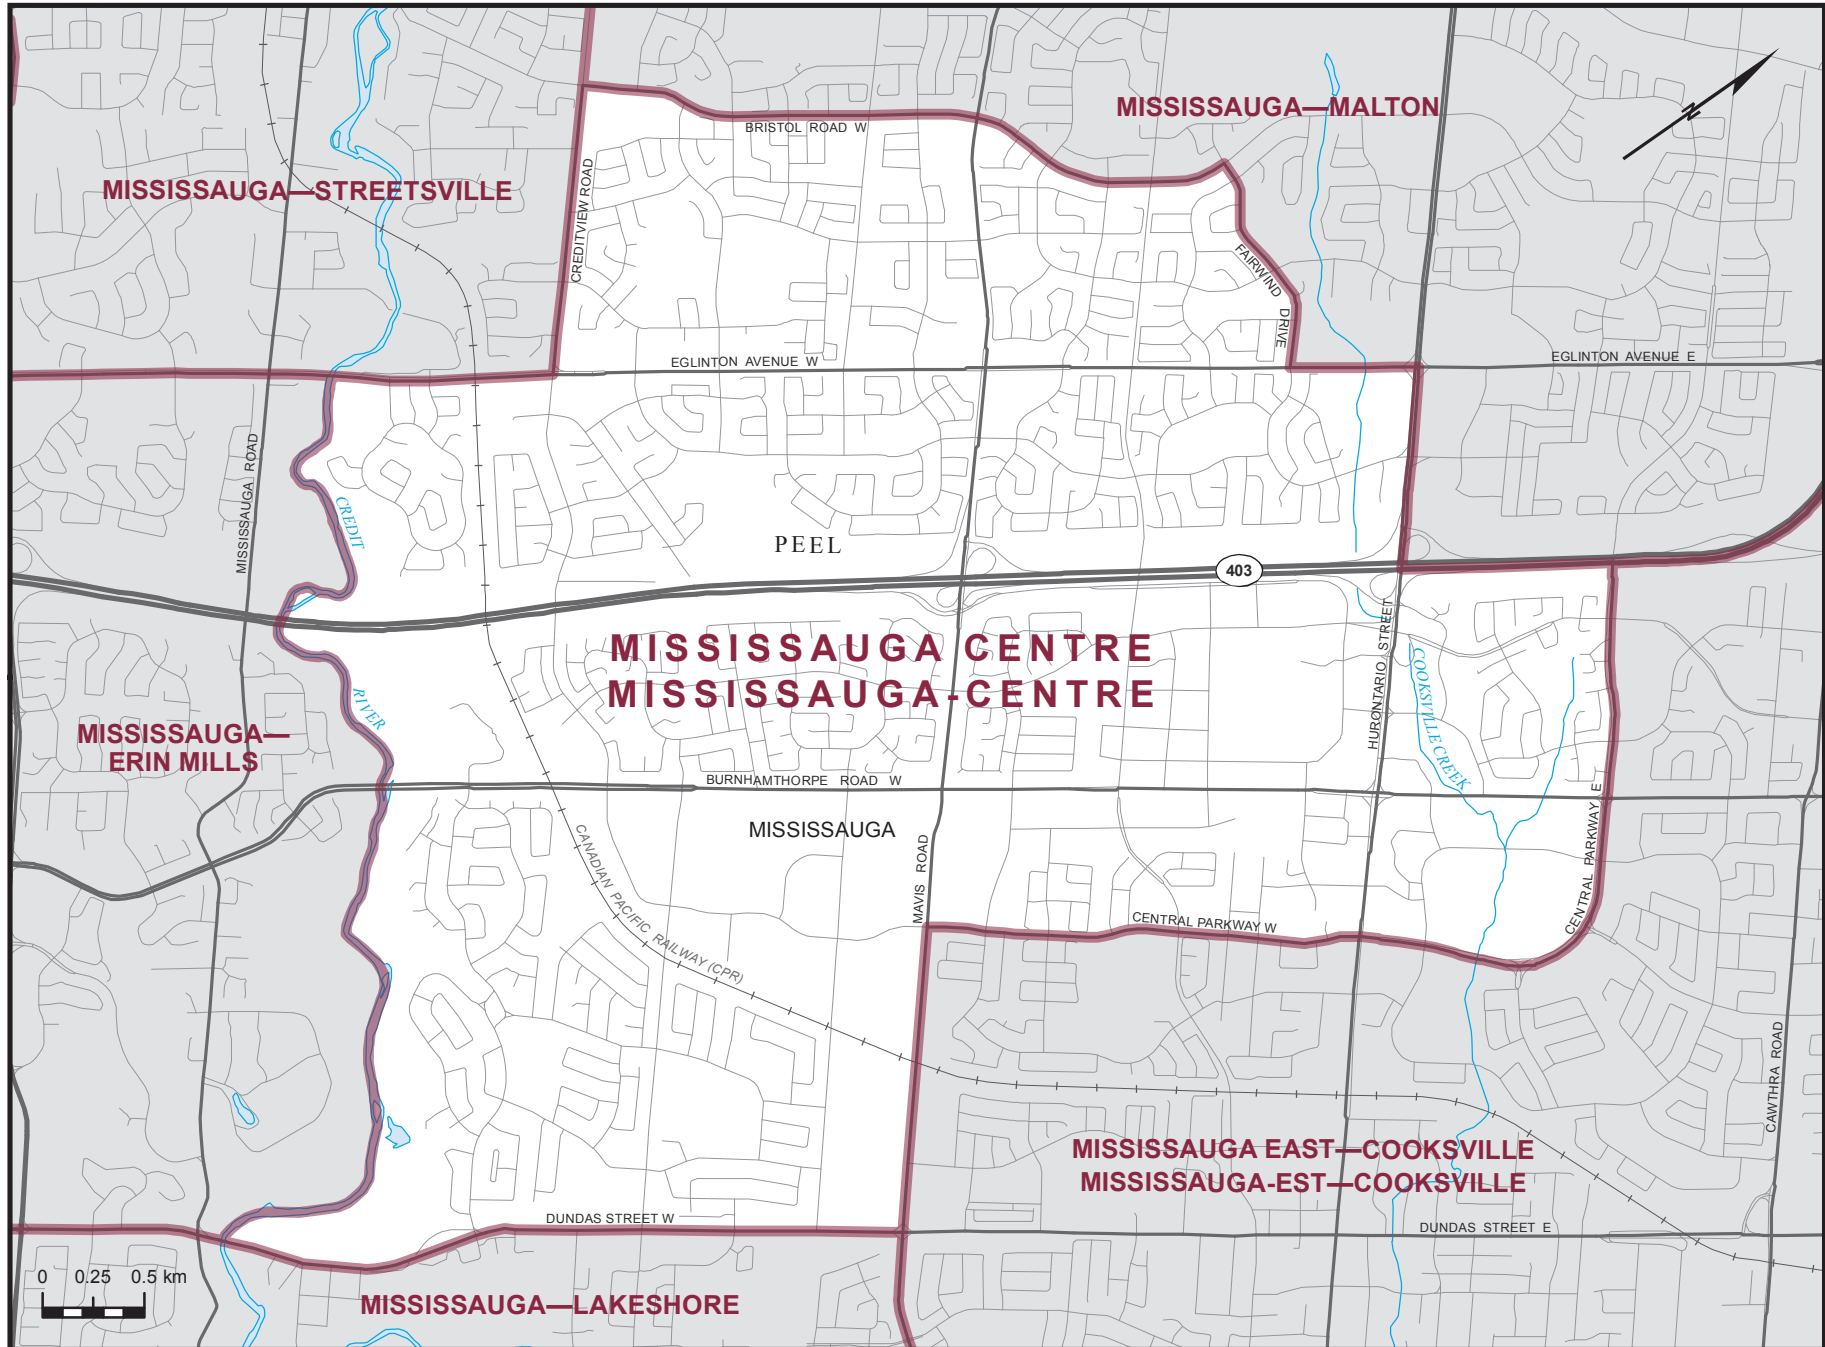 MISSISSAUGA—MALTON
N
BRISTOL ROAD W
MISSISSAUGA—STREETSVILLE
CREDITVIEW ROAD
FAIRWIND DRIVE
EGLINTON AVENUE W
EGLINTON AVENUE E
MISSISSAUGA ROAD
CREDIT
PEEL
403
MISSISSAUGA CENTRE
MISSISSAUGA-CENTRE
HURONTARIO STREET
COOKSVILLE CREEK
RIVER
MISSISSAUGA—
ERIN MILLS
BURNHAMTHORPE ROAD W
MISSISSAUGA
CANADIAN PACIFIC RAILWAY (CPR)
MAVIS ROAD
CENTRAL PARKWAY W
CENTRAL PARKWAY E
CAWTHRA ROAD
MISSISSAUGA EAST—COOKSVILLE
MISSISSAUGA-EST—COOKSVILLE
DUNDAS STREET W
DUNDAS STREET E
0 0.25 0.5 km
MISSISSAUGA—LAKESHORE